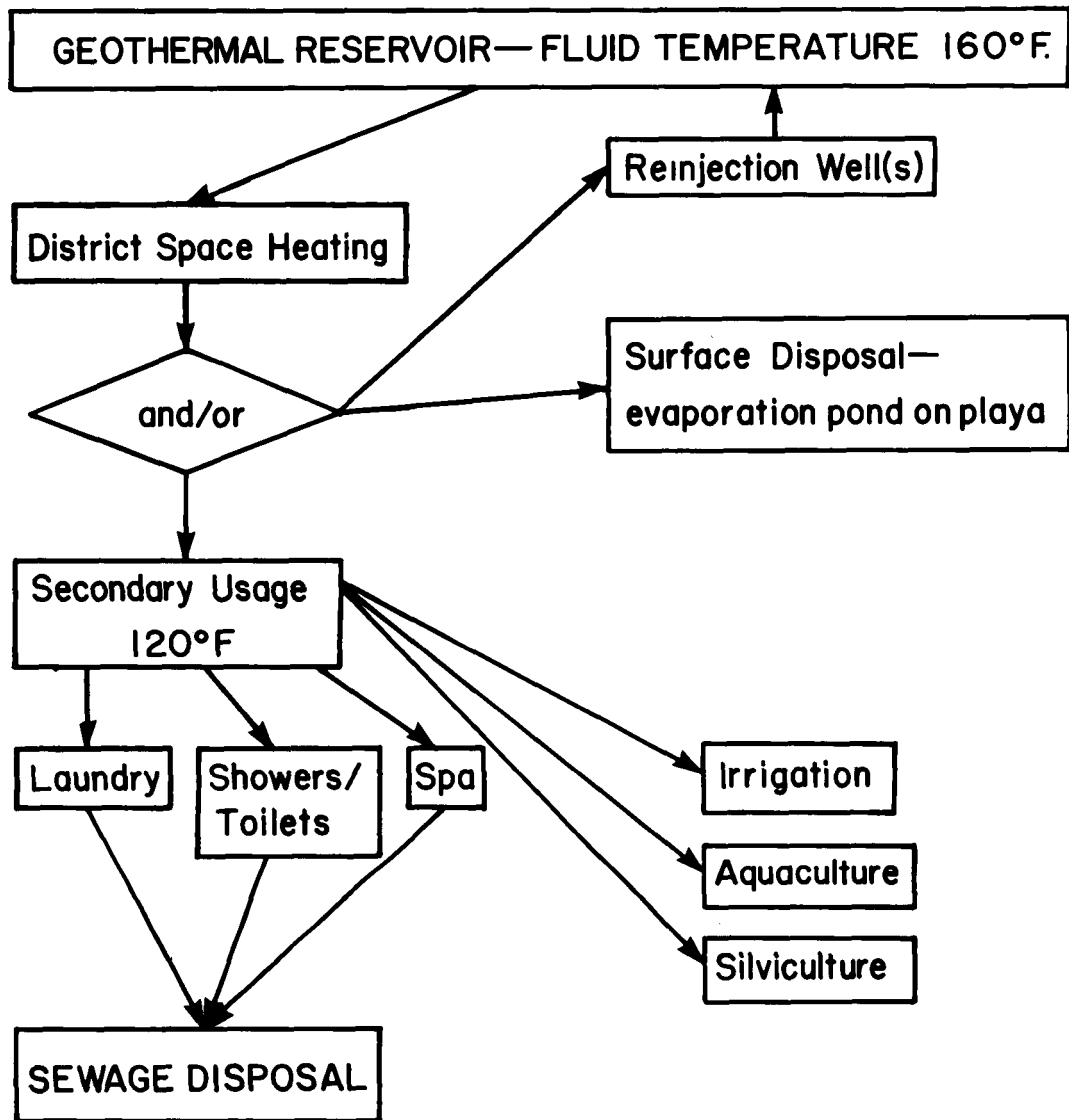 GEOTHERMAL RESERVOIR— FLUID TEMPERATURE 160°F.
Reinjection Well(s)
District Space Heating
Surface Disposal—
evaporation pond on playa
and/or
Secondary Usage
120°F
Laundry
Showers/
Toilets
Spa
Irrigation
Aquaculture
Silviculture
SEWAGE DISPOSAL